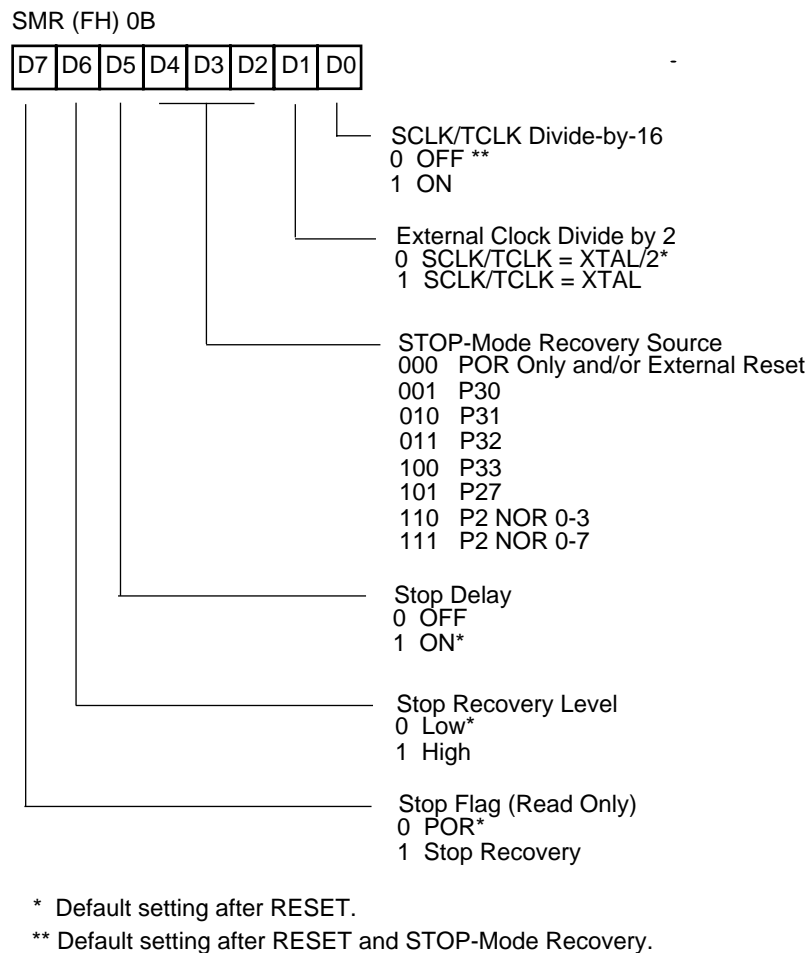 SMR (FH) 0B
D7 D6 D5 D4 D3 D2 D1 D0
-
SCLK/TCLK Divide-by-16
0 OFF **
1 ON
External Clock Divide by 2
0 SCLK/TCLK = XTAL/2*
1 SCLK/TCLK = XTAL
STOP-Mode Recovery Source
000 POR Only and/or External Reset
001 P30
010 P31
011 P32
100 P33
101 P27
110 P2 NOR 0-3
111 P2 NOR 0-7
Stop Delay
0 OFF
1 ON*
Stop Recovery Level
0 Low*
1 High
Stop Flag (Read Only)
0 POR*
1 Stop Recovery
* Default setting after RESET.
** Default setting after RESET and STOP-Mode Recovery.